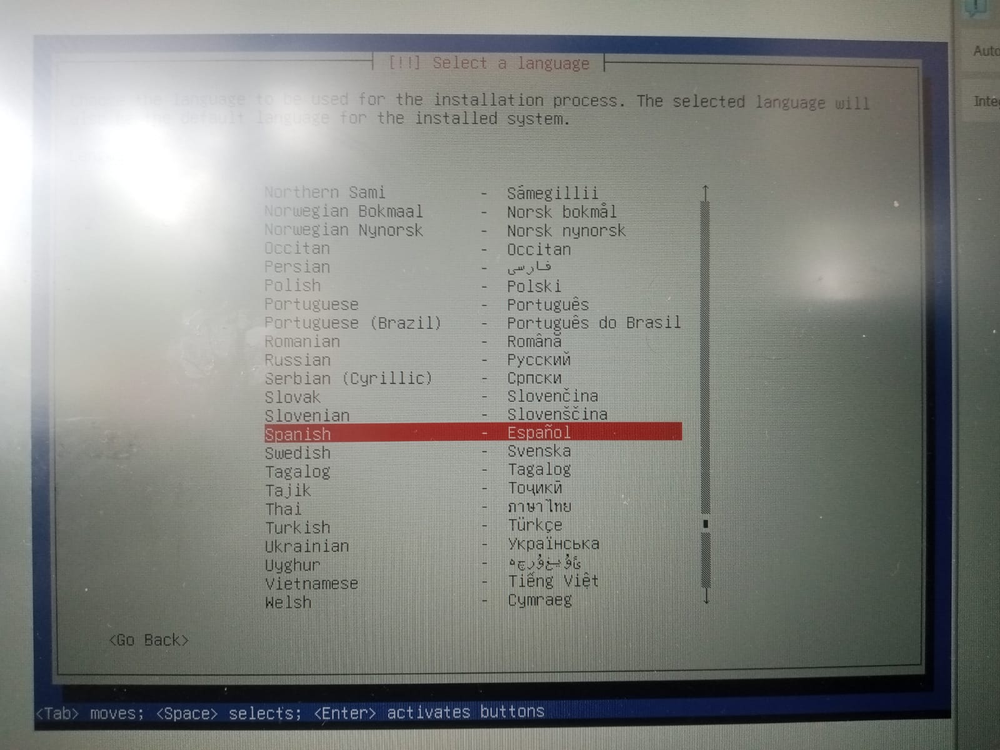 [!!] Select a language
Choose the language to be used for the installation process. The selected language will
also be the default language for the installed system.
Northern Sami - Sámegillii
Norwegian Bokmaal - Norsk bokmål
Norwegian Nynorsk - Norsk nynorsk
Occitan - Occitan
Persian - فارسی
Polish - Polski
Portuguese - Português
Portuguese (Brazil) - Português do Brasil
Romanian - Română
Russian - Русский
Serbian (Cyrillic) - Српски
Slovak - Slovenčina
Slovenian - Slovenščina
Spanish - Español
Swedish - Svenska
Tagalog - Tagalog
Tajik - Тоҷикӣ
Thai - ภาษาไทย
Turkish - Türkçe
Ukrainian - Українська
Uyghur - ئۇيغۇرچە
Vietnamese - Tiếng Việt
Welsh - Cymraeg
<Go Back>
<Tab> moves; <Space> selects; <Enter> activates buttons